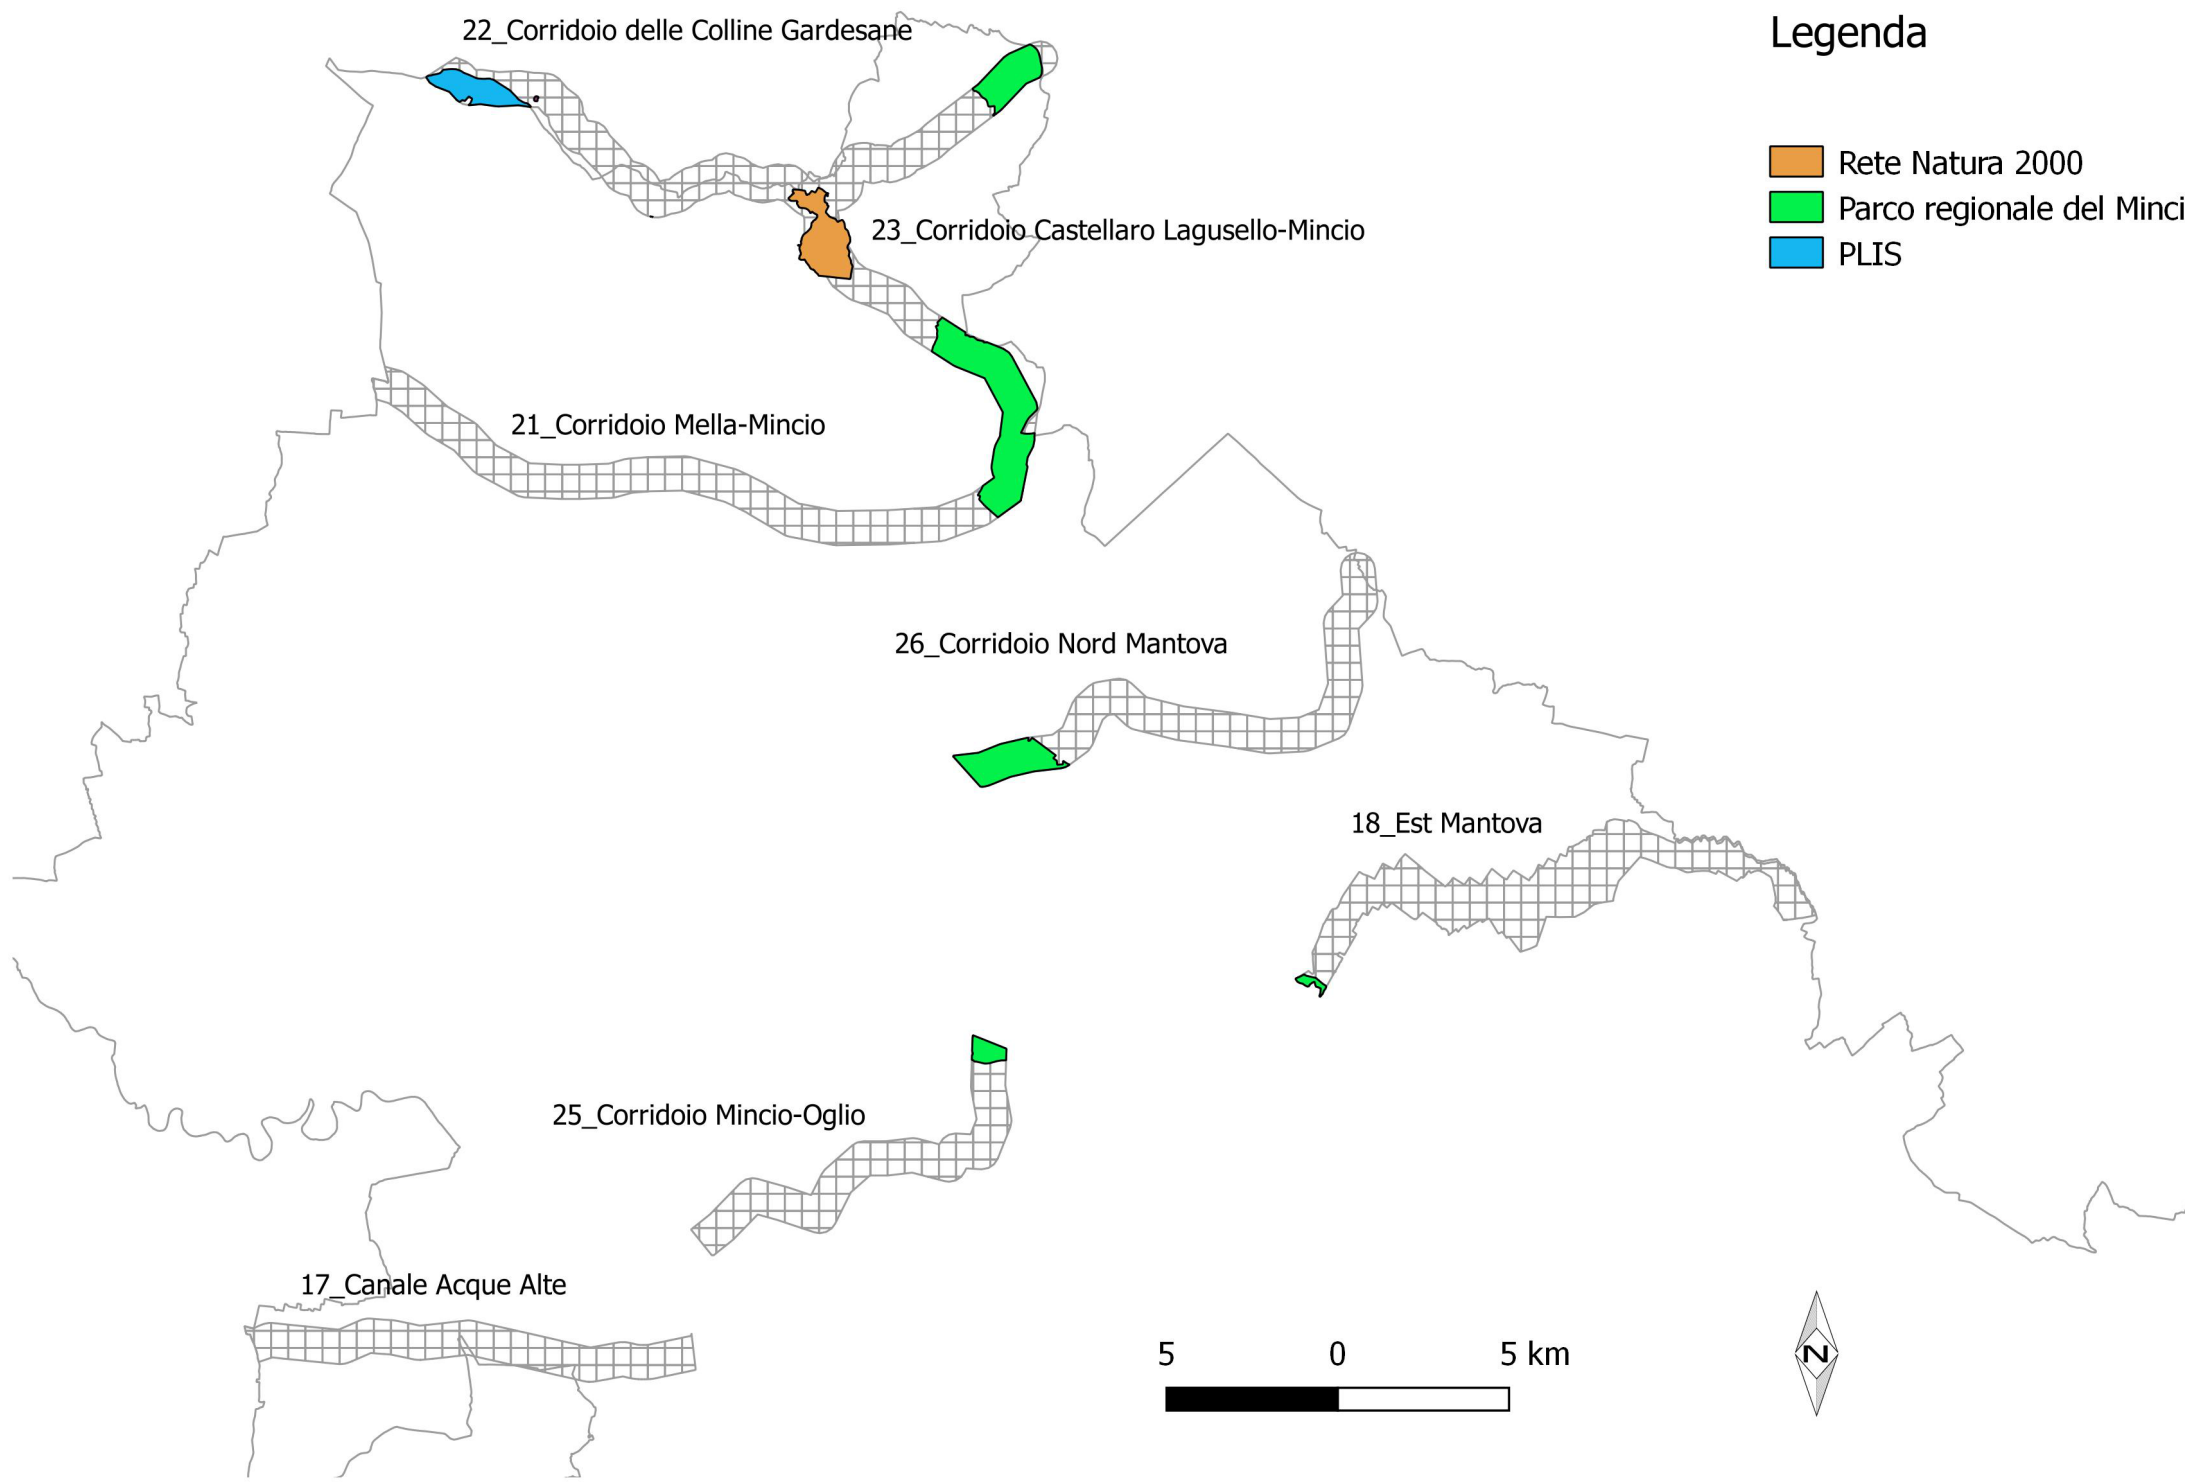 22_Corridoio delle Colline Gardesane
Legenda
Rete Natura 2000
Parco regionale del Minci
PLIS
23_Corridoio Castellaro Lagusello-Mincio
21_Corridoio Mella-Mincio
26_Corridoio Nord Mantova
18_Est Mantova
25_Corridoio Mincio-Oglio
17_Canale Acque Alte
5 0 5 km
N